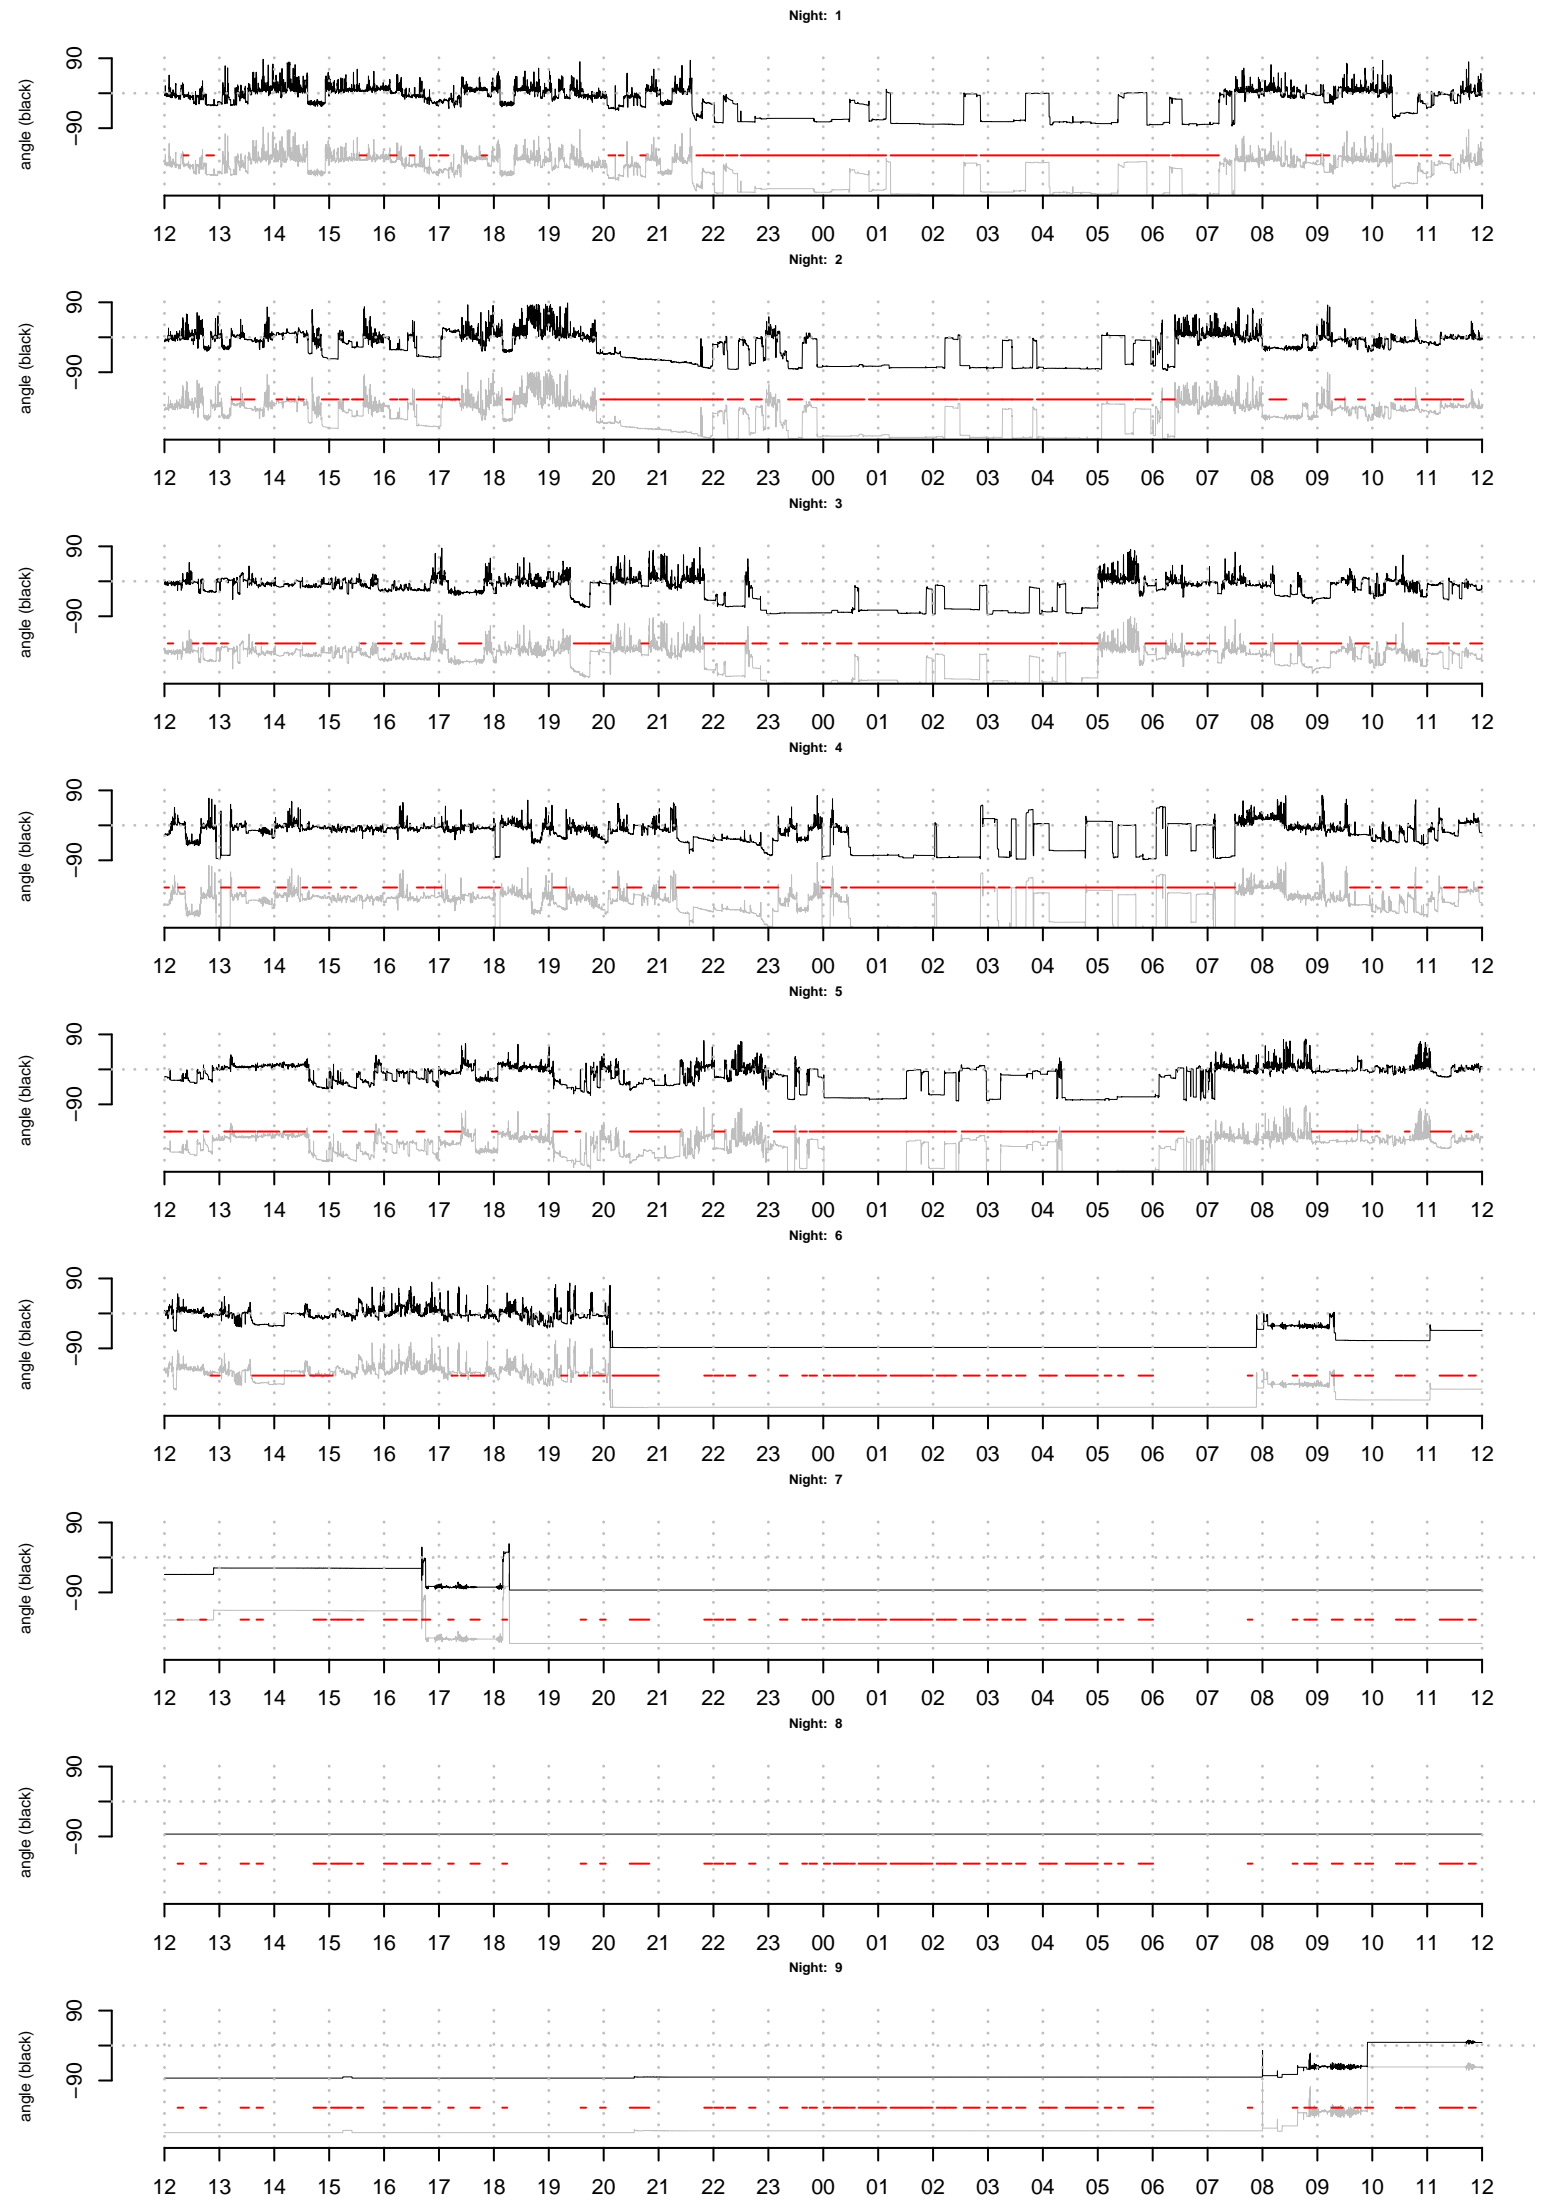 Night: 1
90
-90
angle (black)
12 13 14 15 16 17 18 19 20 21 22 23 00 01 02 03 04 05 06 07 08 09 10 11 12
Night: 2
90
-90
angle (black)
12 13 14 15 16 17 18 19 20 21 22 23 00 01 02 03 04 05 06 07 08 09 10 11 12
Night: 3
90
-90
angle (black)
12 13 14 15 16 17 18 19 20 21 22 23 00 01 02 03 04 05 06 07 08 09 10 11 12
Night: 4
90
-90
angle (black)
12 13 14 15 16 17 18 19 20 21 22 23 00 01 02 03 04 05 06 07 08 09 10 11 12
Night: 5
90
-90
angle (black)
12 13 14 15 16 17 18 19 20 21 22 23 00 01 02 03 04 05 06 07 08 09 10 11 12
Night: 6
90
-90
angle (black)
12 13 14 15 16 17 18 19 20 21 22 23 00 01 02 03 04 05 06 07 08 09 10 11 12
Night: 7
90
-90
angle (black)
12 13 14 15 16 17 18 19 20 21 22 23 00 01 02 03 04 05 06 07 08 09 10 11 12
Night: 8
90
-90
angle (black)
12 13 14 15 16 17 18 19 20 21 22 23 00 01 02 03 04 05 06 07 08 09 10 11 12
Night: 9
90
-90
angle (black)
12 13 14 15 16 17 18 19 20 21 22 23 00 01 02 03 04 05 06 07 08 09 10 11 12